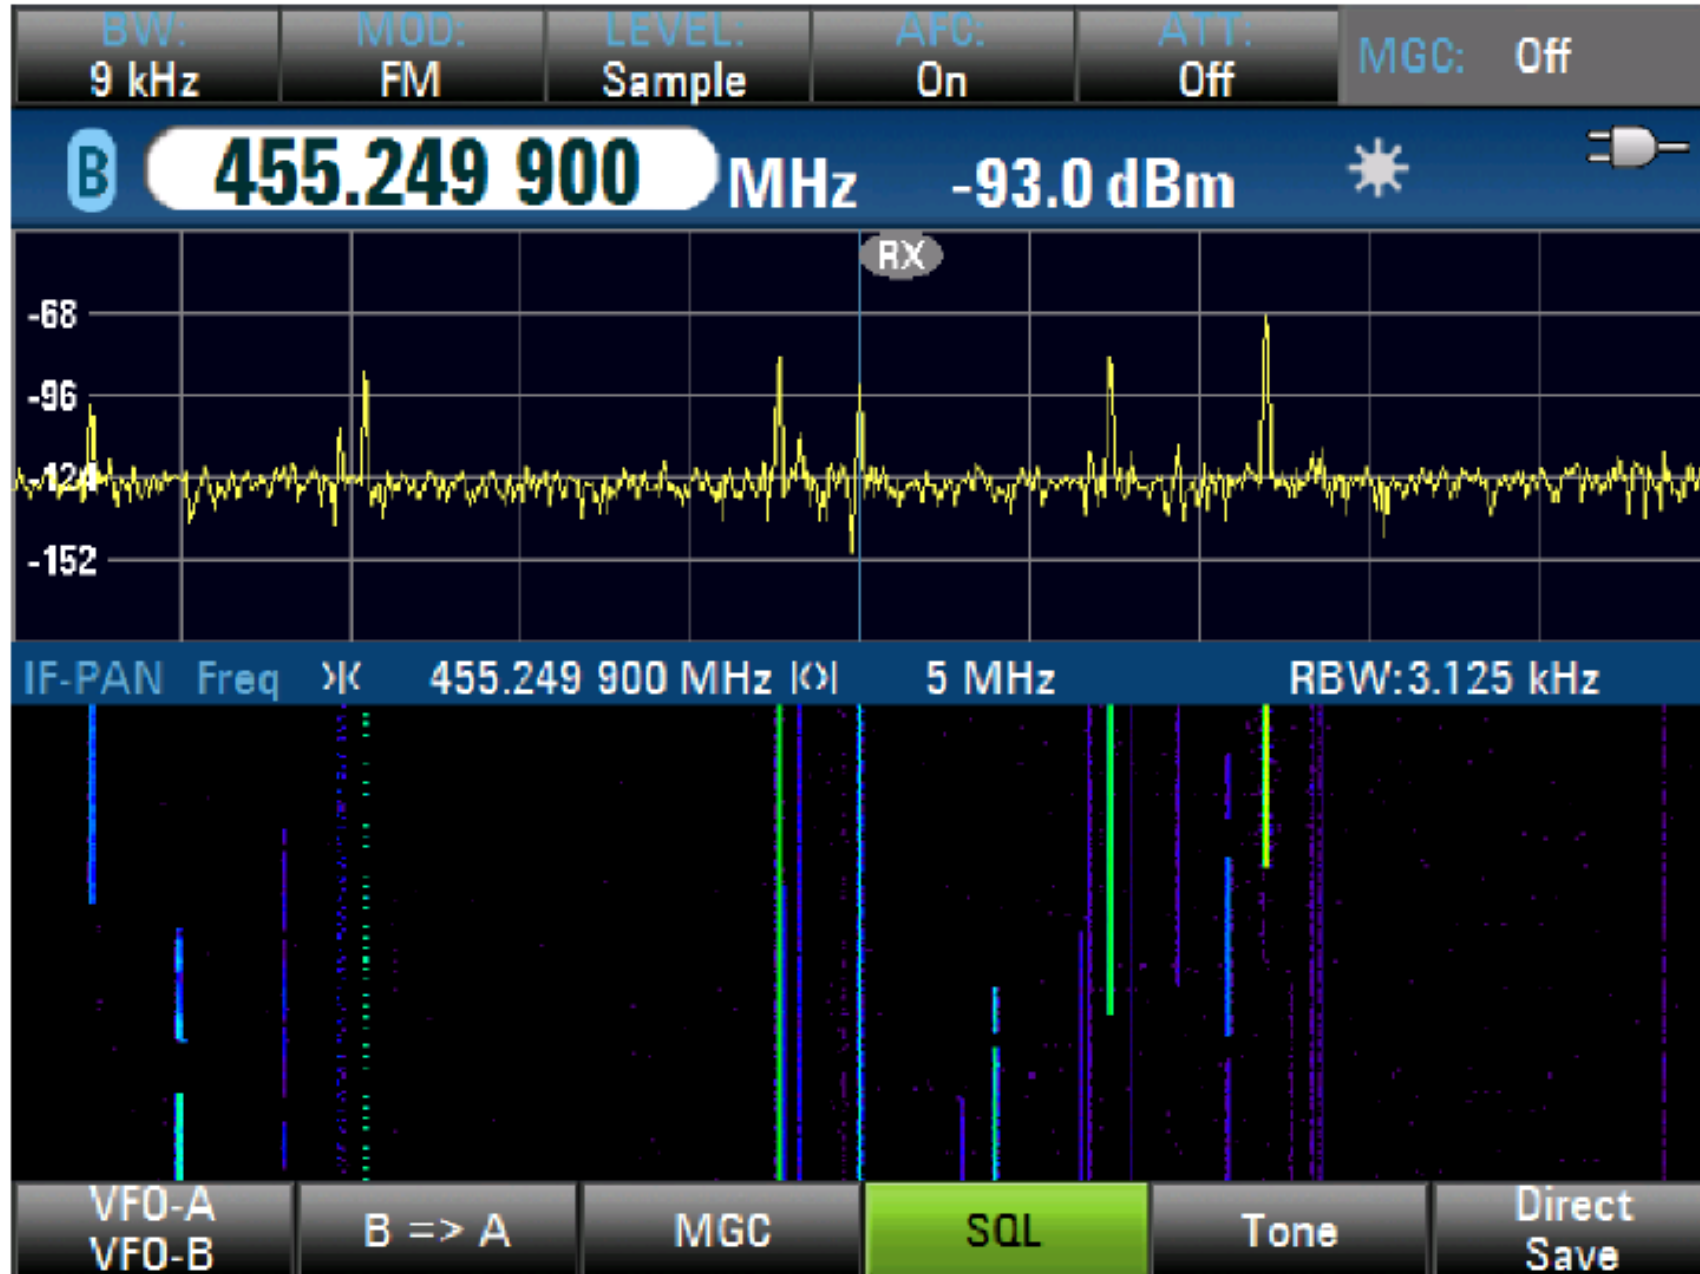 BW: MOD: LEVEL: AFC: ATT: MGC: Off
9 kHz FM Sample On Off
B 455.249 900 MHz -93.0 dBm
RX
-68
-96
-124
-152
IF-PAN Freq 455.249 900 MHz 5 MHz RBW:3.125 kHz
VFO-A
VFO-B
B => A
MGC
SQL
Tone
Direct
Save